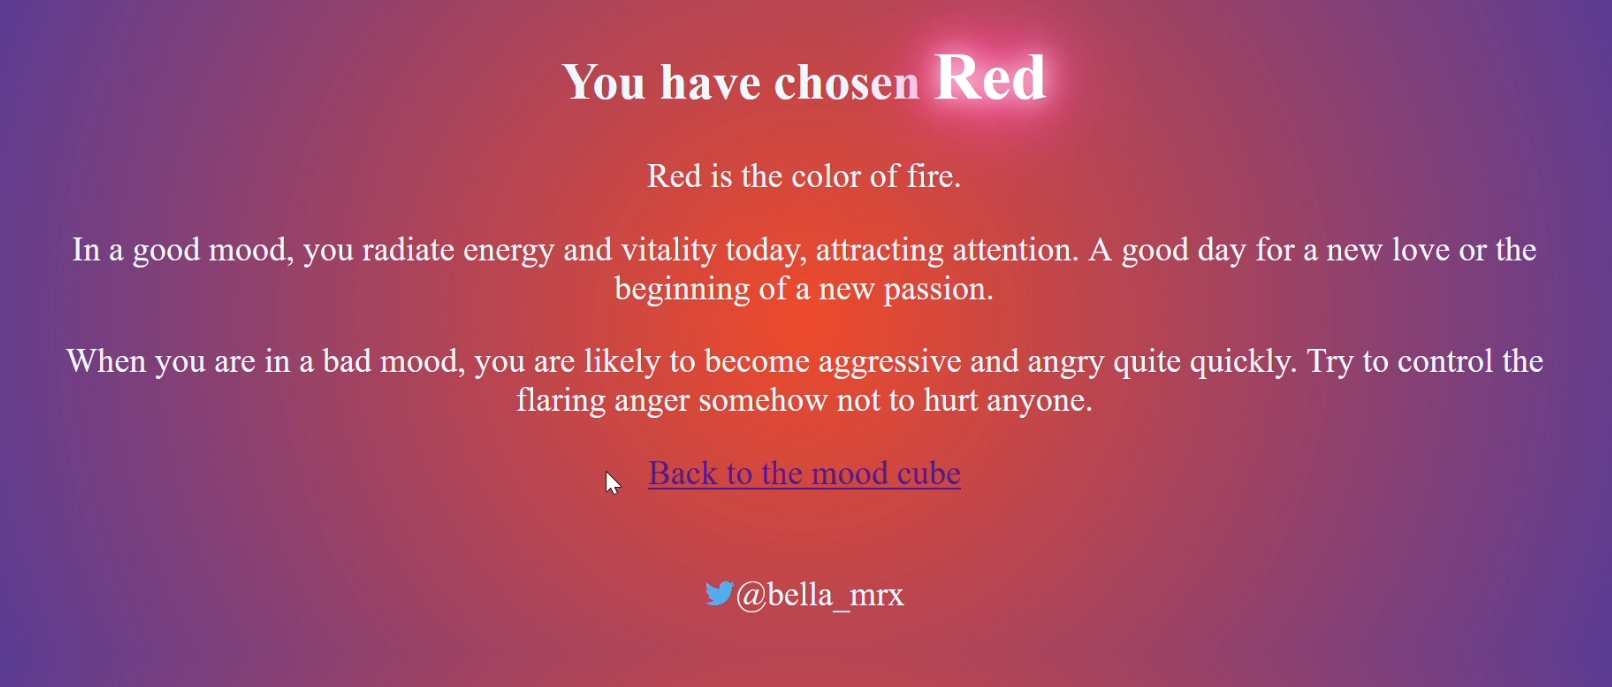 You have chosen Red
Red is the color of fire.
In a good mood, you radiate energy and vitality today, attracting attention. A good day for a new love or the
beginning of a new passion.
When you are in a bad mood, you are likely to become aggressive and angry quite quickly. Try to control the
flaring anger somehow not to hurt anyone.
Back to the mood cube
@bella_mrx